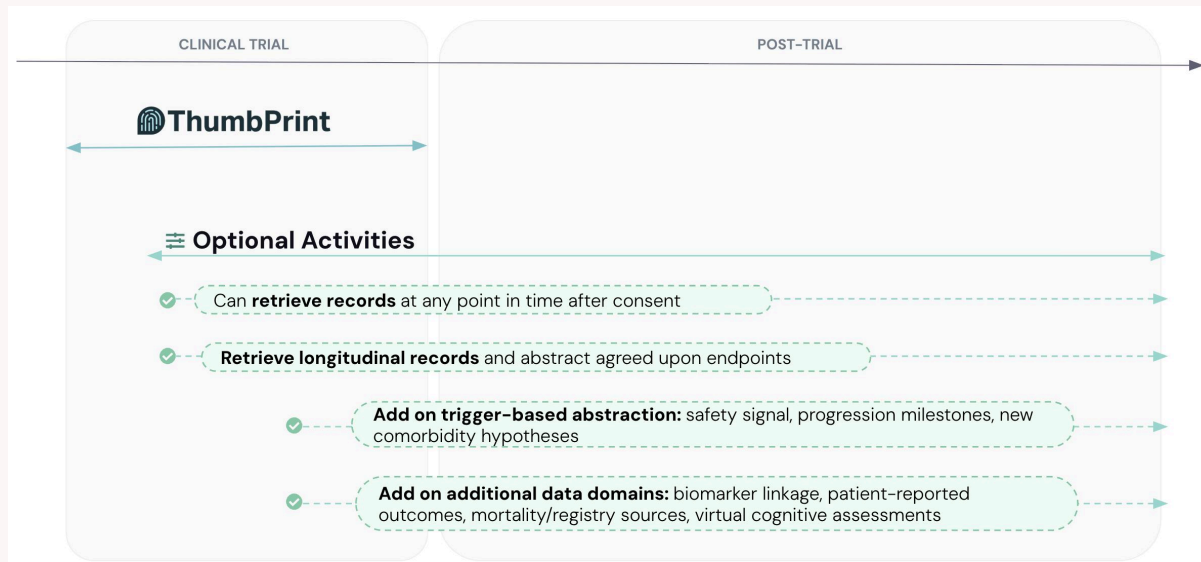 CLINICAL TRIAL
POST-TRIAL
ThumbPrint
Optional Activities
Can retrieve records at any point in time after consent
Retrieve longitudinal records and abstract agreed upon endpoints
Add on trigger-based abstraction: safety signal, progression milestones, new
comorbidity hypotheses
Add on additional data domains: biomarker linkage, patient-reported
outcomes, mortality/registry sources, virtual cognitive assessments